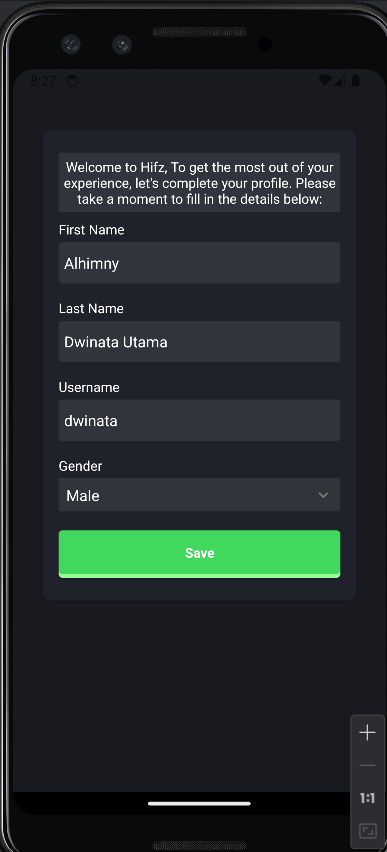 8:27
Welcome to Hifz, To get the most out of your
experience, let's complete your profile. Please
take a moment to fill in the details below:
First Name
Alhimny
Last Name
Dwinata Utama
Username
dwinata
Gender
Male
Save
1:1